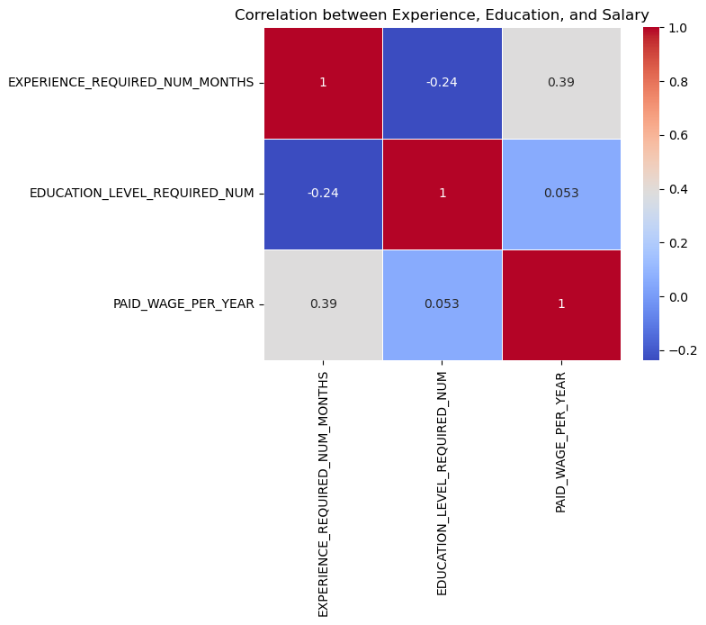 Correlation between Experience, Education, and Salary
EXPERIENCE_REQUIRED_NUM_MONTHS 1 -0.24 0.39
EDUCATION_LEVEL_REQUIRED_NUM -0.24 1 0.053
PAID_WAGE_PER_YEAR 0.39 0.053 1
EXPERIENCE_REQUIRED_NUM_MONTHS
EDUCATION_LEVEL_REQUIRED_NUM
PAID_WAGE_PER_YEAR
1.0
0.8
0.6
0.4
0.2
0.0
−0.2